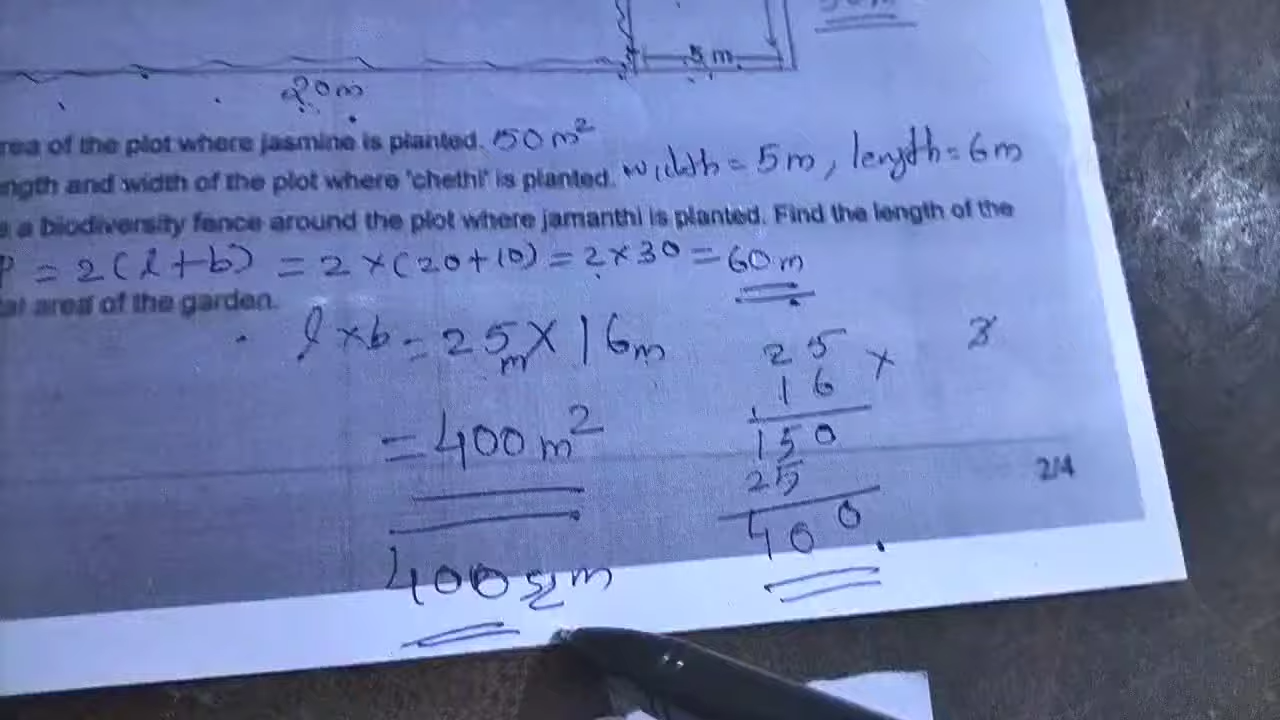 5 m
20m
rea of the plot where jasmine is planted. 50 m²
ngth and width of the plot where 'chethi' is planted. width = 5m, length = 6m
a biodiversity fence around the plot where jamanthi is planted. Find the length of the
P = 2(l+b) = 2×(20+10) = 2×30 = 60m
al area of the garden.
l×b = 25m × 16m
= 400m²
400 sqm
25 ×
16
150
25
400
2/4